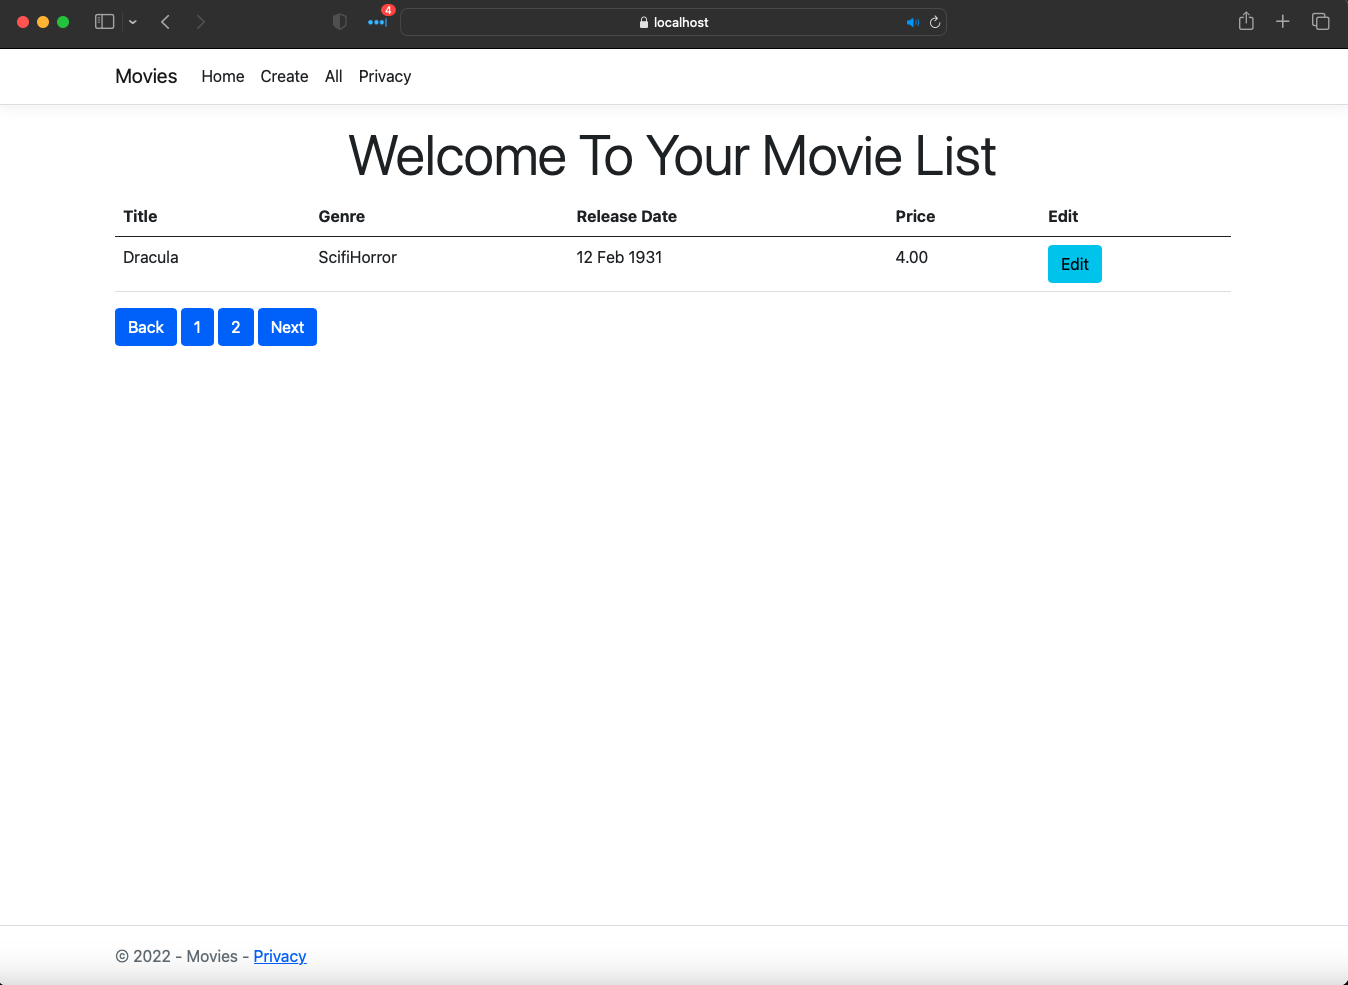 4
localhost
Movies Home Create All Privacy
Welcome To Your Movie List
Title Genre Release Date Price Edit
Dracula ScifiHorror 12 Feb 1931 4.00 Edit
Back 1 2 Next
© 2022 - Movies - Privacy